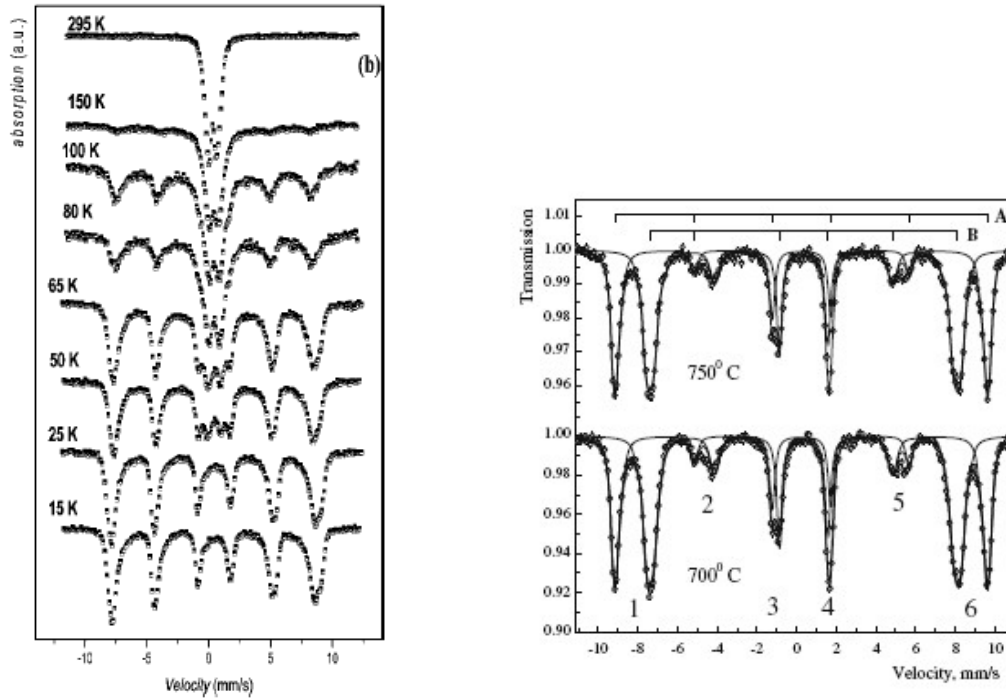 absorption (a.u.)
295 K
(b)
150 K
100 K
80 K
65 K
50 K
25 K
15 K
-10 -5 0 5 10
Velocity (mm/s)
Transmission
1.01
1.00
0.99
0.98
0.97
0.96
A
B
750⁰ C
1.00
0.98
0.96
0.94
0.92
0.90
2
5
700⁰ C
1
3
4
6
-10 -8 -6 -4 -2 0 2 4 6 8 10
Velocity, mm/s